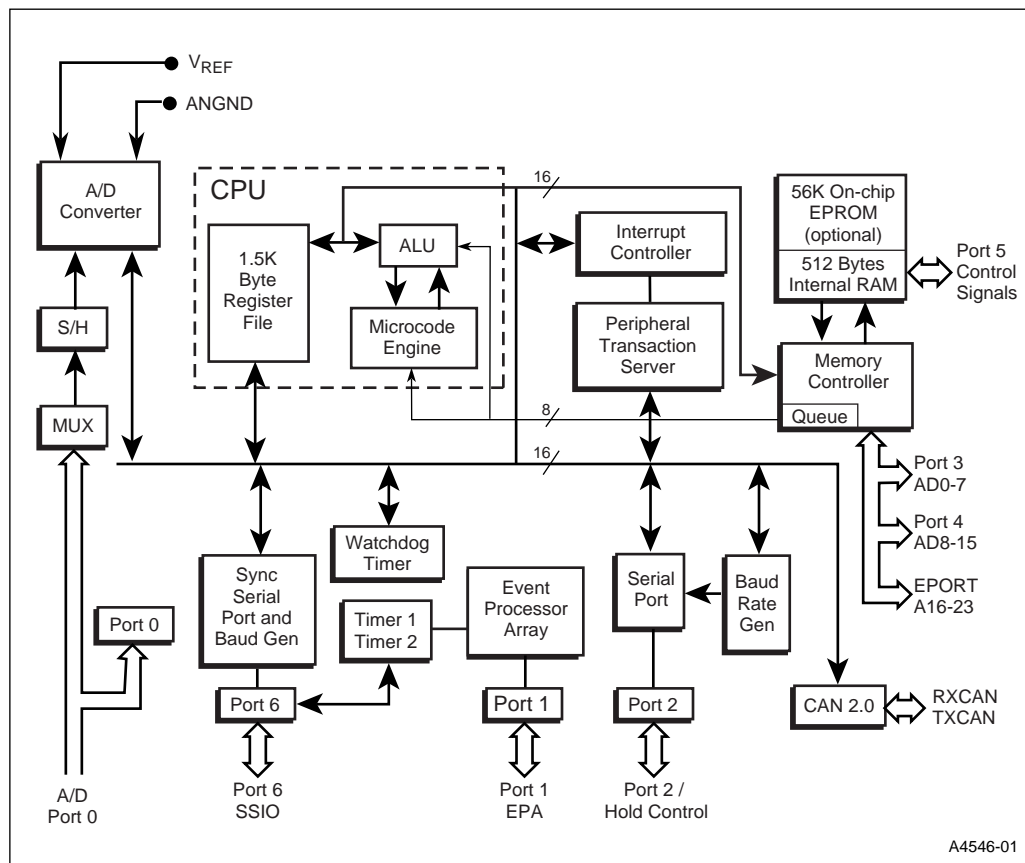 VREF
ANGND
A/D
Converter
CPU
16
56K On-chip
EPROM
(optional)
512 Bytes
Internal RAM
Port 5
Control
Signals
1.5K
Byte
Register
File
ALU
Interrupt
Controller
S/H
Microcode
Engine
Peripheral
Transaction
Server
Memory
Controller
Queue
MUX
8
16
Port 3
AD0-7
Port 4
AD8-15
EPORT
A16-23
Watchdog
Timer
Sync
Serial
Port and
Baud Gen
Event
Processor
Array
Serial
Port
Baud
Rate
Gen
Port 0
Timer 1
Timer 2
Port 6
Port 1
Port 2
CAN 2.0
RXCAN
TXCAN
A/D
Port 0
Port 6
SSIO
Port 1
EPA
Port 2 /
Hold Control
A4546-01